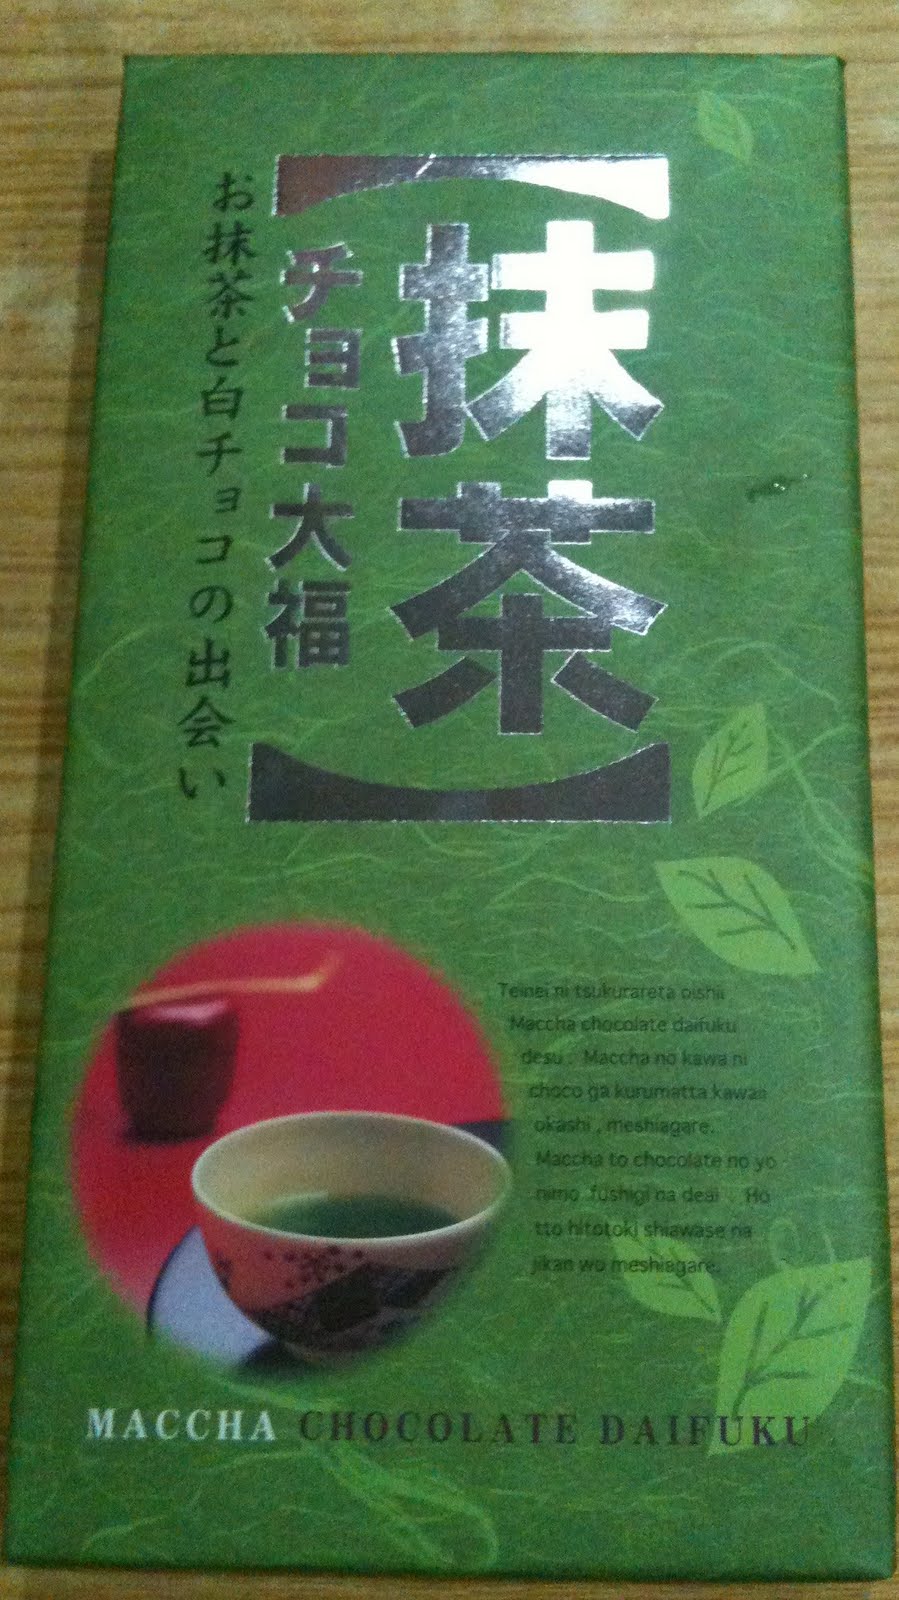 抹茶
チョコ大福
お抹茶と白チョコの出会い
Teinei ni tsukurareta oishii
Maccha chocolate daifuku
desu . Maccha no kawa ni
choco ga kurumatta kawaa
okashi , meshiagare.
Maccha to chocolate no yo
nimo fushigi na deai . Ho
tto hitotoki shiawase na
jikan wo meshiagare.
MACCHA CHOCOLATE DAIFUKU